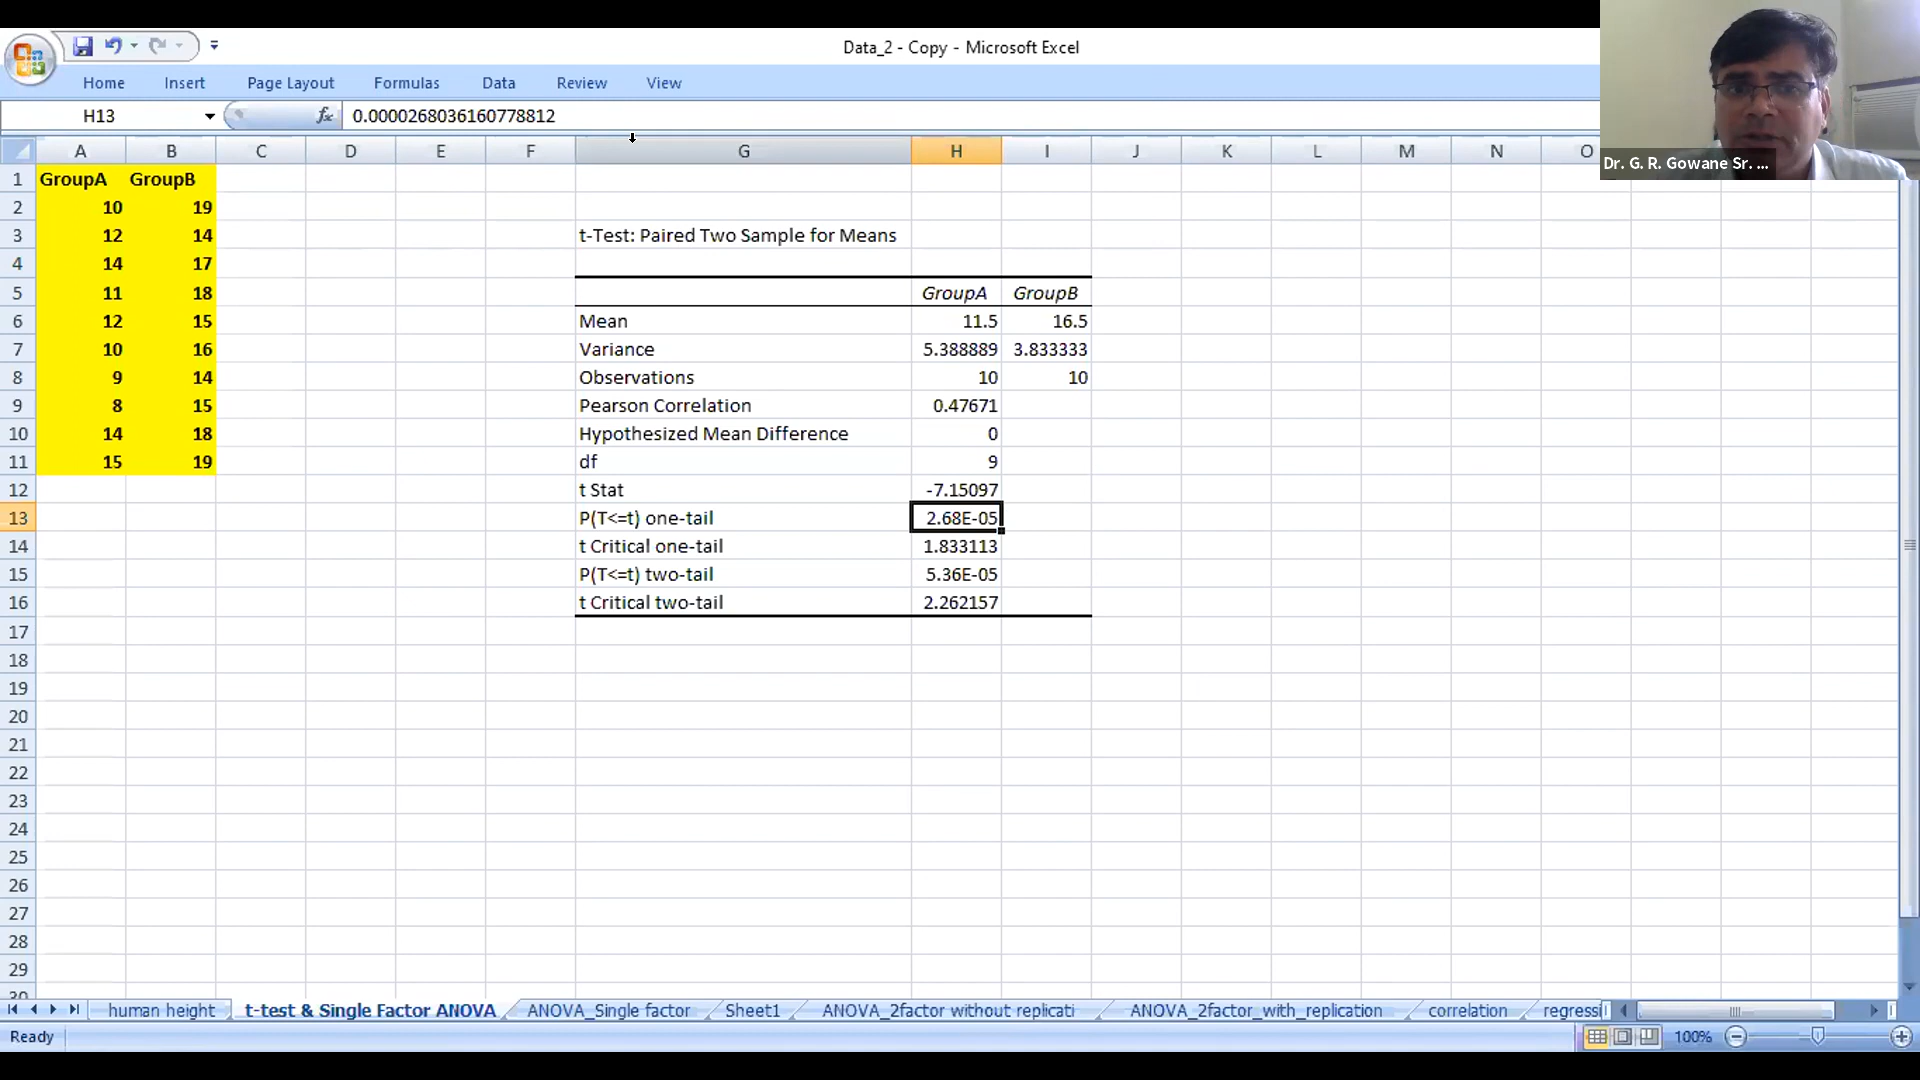 Data_2 - Copy - Microsoft Excel
Home Insert Page Layout Formulas Data Review View
H13 fx 0.0000268036160778812
Dr. G. R. Gowane Sr. ...
A B C D E F G H I J K L M N O
1 GroupA GroupB
2 10 19
3 12 14 t-Test: Paired Two Sample for Means
4 14 17
5 11 18 GroupA GroupB
6 12 15 Mean 11.5 16.5
7 10 16 Variance 5.388889 3.833333
8 9 14 Observations 10 10
9 8 15 Pearson Correlation 0.47671
10 14 18 Hypothesized Mean Difference 0
11 15 19 df 9
12 t Stat -7.15097
13 P(T<=t) one-tail 2.68E-05
14 t Critical one-tail 1.833113
15 P(T<=t) two-tail 5.36E-05
16 t Critical two-tail 2.262157
17
18
19
20
21
22
23
24
25
26
27
28
29
30
human height t-test & Single Factor ANOVA ANOVA_Single factor Sheet1 ANOVA_2factor without replicati ANOVA_2factor_with_replication correlation regressi
Ready 100%